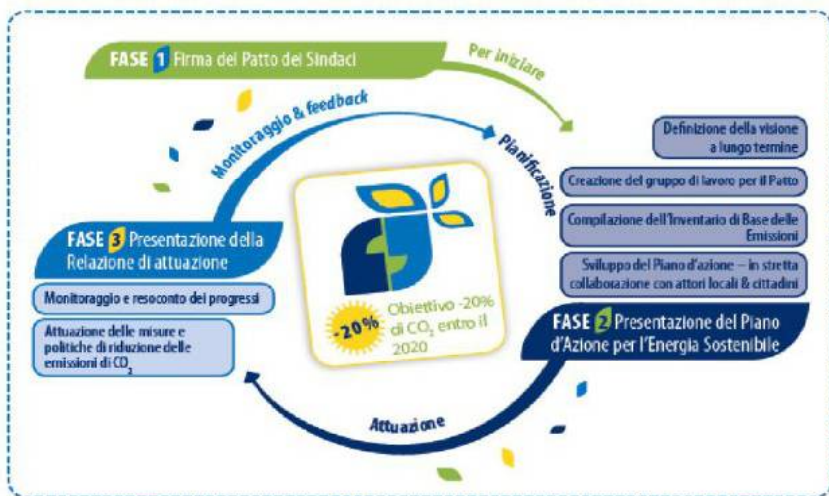 FASE 1 Firma del Patto dei Sindaci
Per iniziare
Monitoraggio & feedback
Pianificazione
Definizione della visione
a lungo termine
Creazione del gruppo di lavoro per il Patto
Compilazione dell'Inventario di Base delle
Emissioni
Sviluppo del Piano d'azione – in stretta
collaborazione con attori locali & cittadini
FASE 2 Presentazione del Piano
d'Azione per l'Energia Sostenibile
FASE 3 Presentazione della
Relazione di attuazione
Monitoraggio e resoconto dei progressi
Attuazione delle misure e
politiche di riduzione delle
emissioni di CO₂
-20%
Obiettivo -20%
di CO₂ entro il
2020
Attuazione